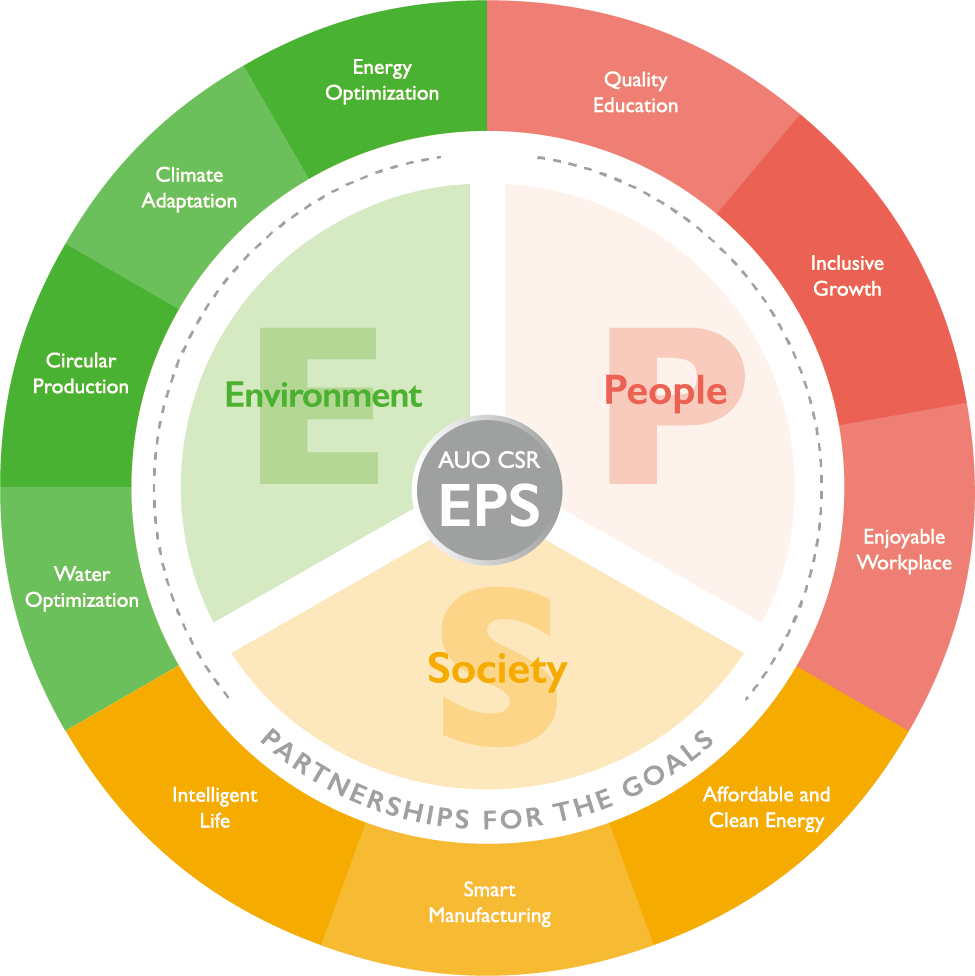 Energy
Optimization
Quality
Education
Climate
Adaptation
Inclusive
Growth
Circular
Production
E
Environment
P
People
AUO CSR
EPS
Enjoyable
Workplace
Water
Optimization
S
Society
PARTNERSHIPS FOR THE GOALS
Intelligent
Life
Affordable and
Clean Energy
Smart
Manufacturing